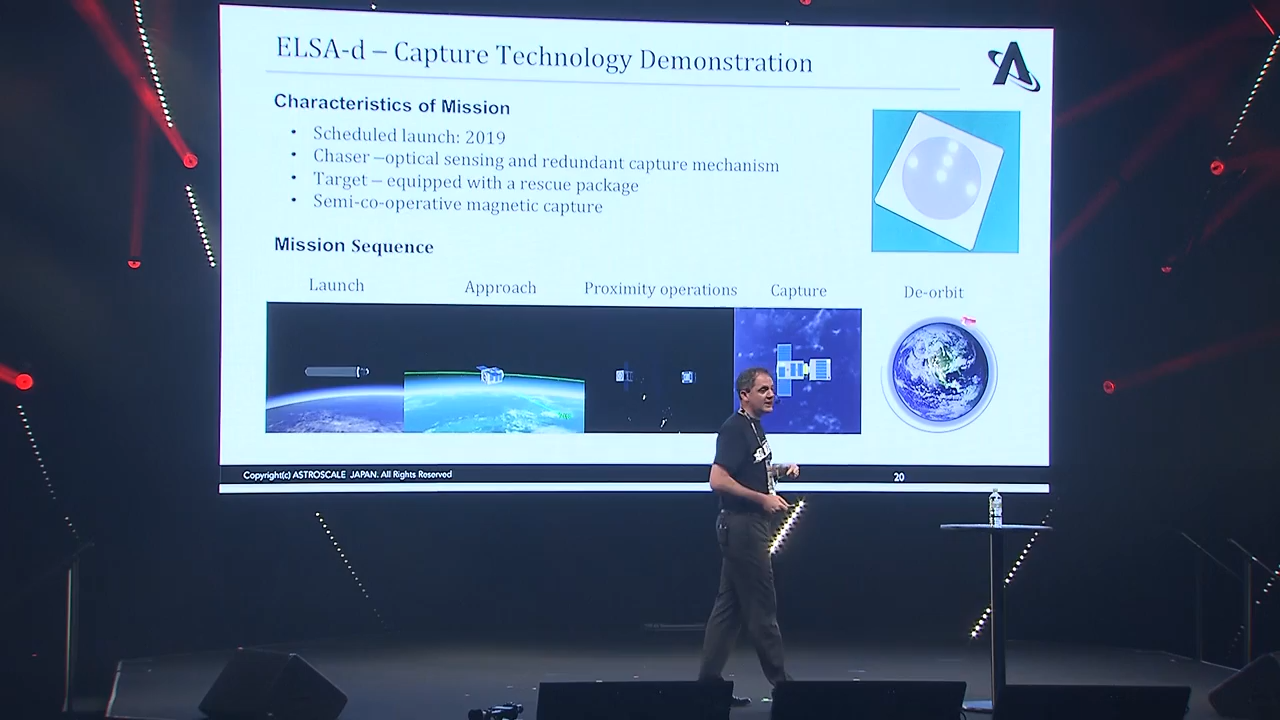 ELSA-d – Capture Technology Demonstration
Characteristics of Mission
• Scheduled launch: 2019
• Chaser –optical sensing and redundant capture mechanism
• Target – equipped with a rescue package
• Semi-co-operative magnetic capture
Mission Sequence
Launch Approach Proximity operations Capture De-orbit
Copyright(c) ASTROSCALE JAPAN. All Rights Reserved 20